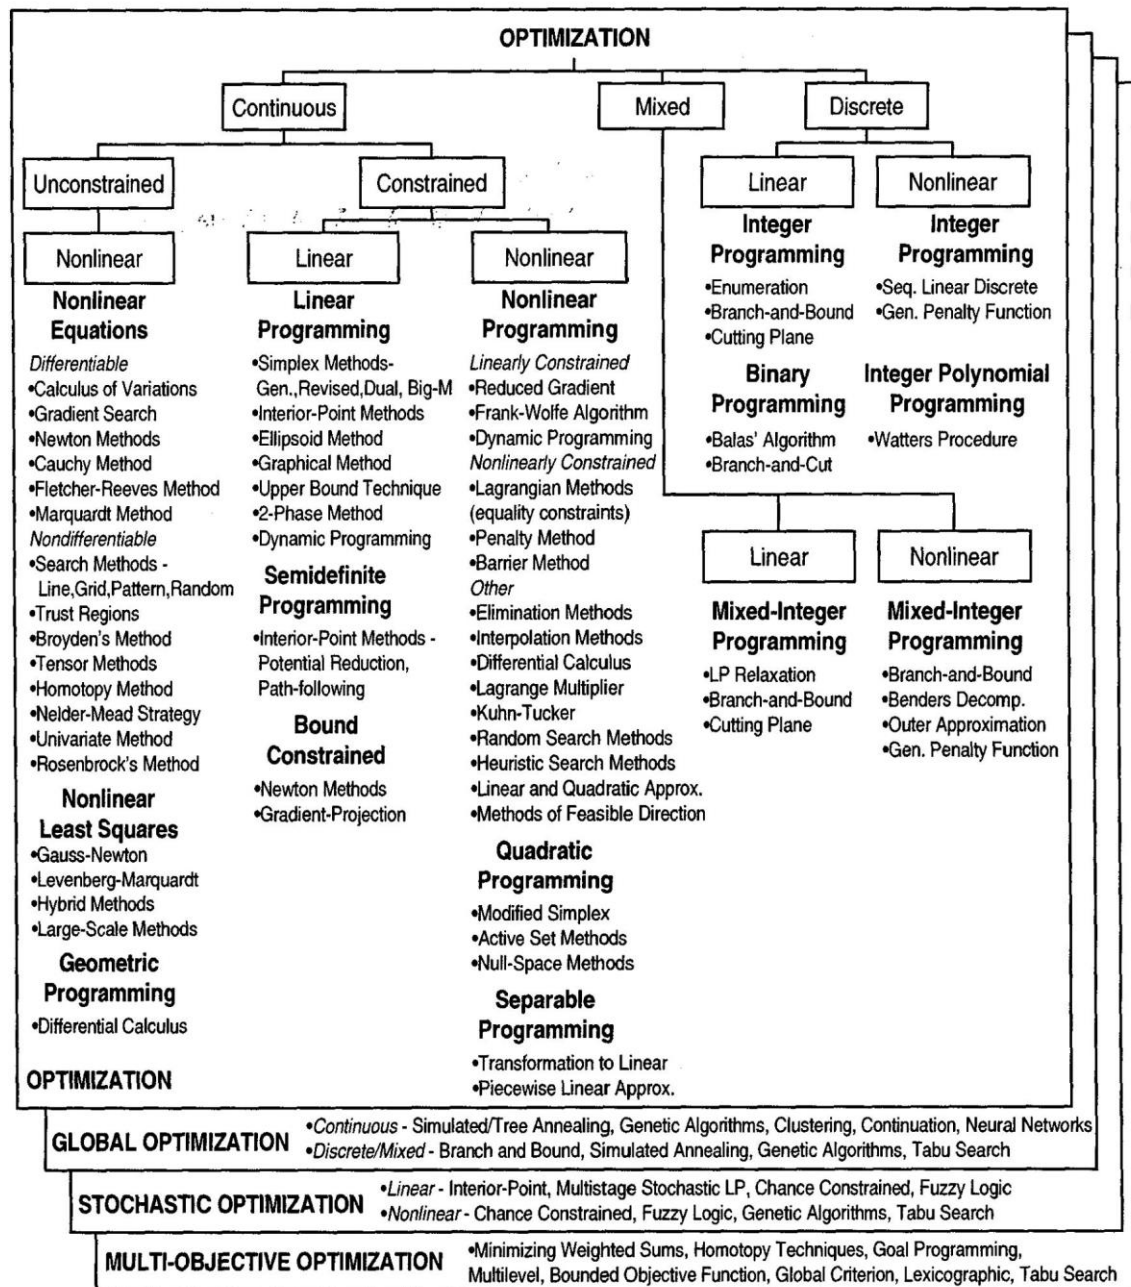 OPTIMIZATION
Continuous
Mixed
Discrete
Unconstrained
Constrained
Linear
Nonlinear
Nonlinear
Linear
Nonlinear
Nonlinear
Equations
Differentiable
•Calculus of Variations
•Gradient Search
•Newton Methods
•Cauchy Method
•Fletcher-Reeves Method
•Marquardt Method
Nondifferentiable
•Search Methods -
Line,Grid,Pattern,Random
•Trust Regions
•Broyden's Method
•Tensor Methods
•Homotopy Method
•Nelder-Mead Strategy
•Univariate Method
•Rosenbrock's Method
Nonlinear
Least Squares
•Gauss-Newton
•Levenberg-Marquardt
•Hybrid Methods
•Large-Scale Methods
Geometric
Programming
•Differential Calculus
Linear
Programming
•Simplex Methods-
Gen.,Revised,Dual, Big-M
•Interior-Point Methods
•Ellipsoid Method
•Graphical Method
•Upper Bound Technique
•2-Phase Method
•Dynamic Programming
Semidefinite
Programming
•Interior-Point Methods -
Potential Reduction,
Path-following
Bound
Constrained
•Newton Methods
•Gradient-Projection
Nonlinear
Programming
Linearly Constrained
•Reduced Gradient
•Frank-Wolfe Algorithm
•Dynamic Programming
Nonlinearly Constrained
•Lagrangian Methods
(equality constraints)
•Penalty Method
•Barrier Method
Other
•Elimination Methods
•Interpolation Methods
•Differential Calculus
•Lagrange Multiplier
•Kuhn-Tucker
•Random Search Methods
•Heuristic Search Methods
•Linear and Quadratic Approx.
•Methods of Feasible Direction
Quadratic
Programming
•Modified Simplex
•Active Set Methods
•Null-Space Methods
Separable
Programming
•Transformation to Linear
•Piecewise Linear Approx.
Integer
Programming
•Enumeration
•Branch-and-Bound
•Cutting Plane
Binary
Programming
•Balas' Algorithm
•Branch-and-Cut
Integer
Programming
•Seq. Linear Discrete
•Gen. Penalty Function
Integer Polynomial
Programming
•Watters Procedure
Linear
Nonlinear
Mixed-Integer
Programming
•LP Relaxation
•Branch-and-Bound
•Cutting Plane
Mixed-Integer
Programming
•Branch-and-Bound
•Benders Decomp.
•Outer Approximation
•Gen. Penalty Function
OPTIMIZATION
GLOBAL OPTIMIZATION
•Continuous - Simulated/Tree Annealing, Genetic Algorithms, Clustering, Continuation, Neural Networks
•Discrete/Mixed - Branch and Bound, Simulated Annealing, Genetic Algorithms, Tabu Search
STOCHASTIC OPTIMIZATION
•Linear - Interior-Point, Multistage Stochastic LP, Chance Constrained, Fuzzy Logic
•Nonlinear - Chance Constrained, Fuzzy Logic, Genetic Algorithms, Tabu Search
MULTI-OBJECTIVE OPTIMIZATION
•Minimizing Weighted Sums, Homotopy Techniques, Goal Programming,
Multilevel, Bounded Objective Function, Global Criterion, Lexicographic, Tabu Search